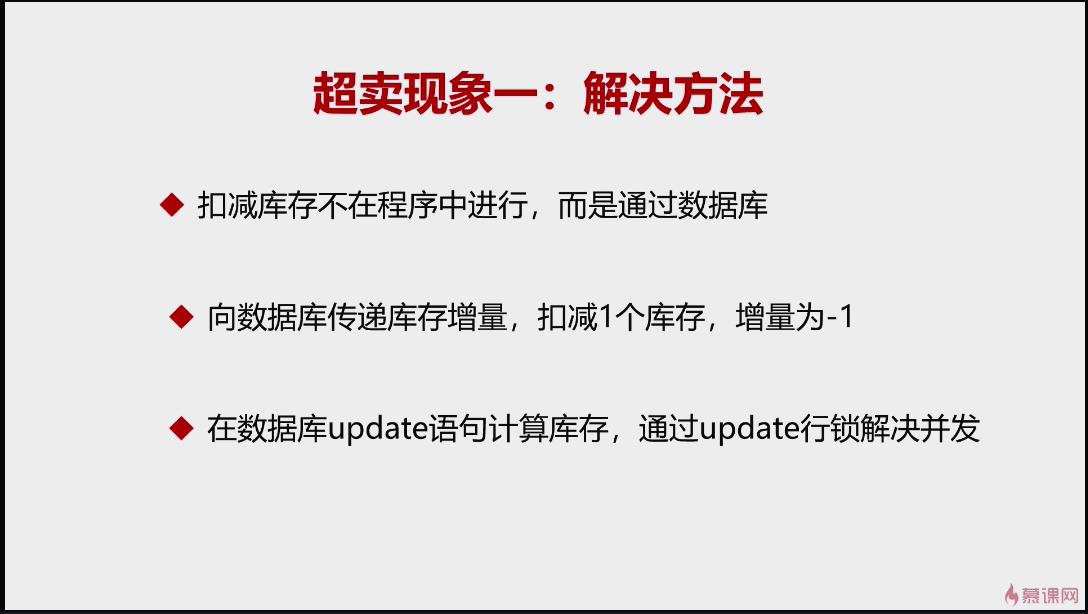 超卖现象一：解决方法
扣减库存不在程序中进行，而是通过数据库
向数据库传递库存增量，扣减1个库存，增量为-1
在数据库update语句计算库存，通过update行锁解决并发
慕课网